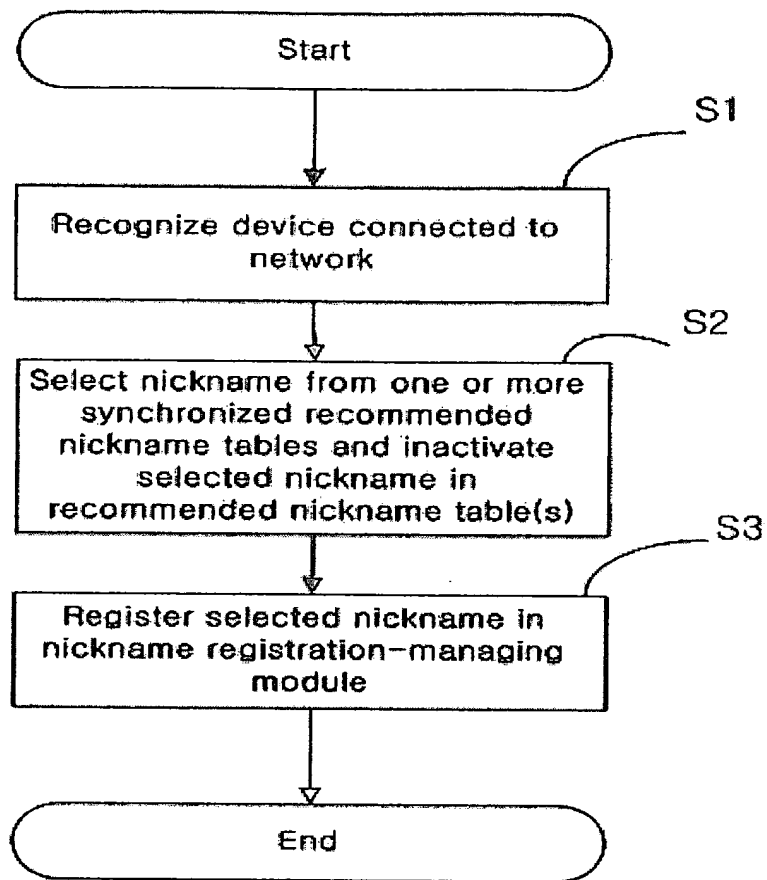 Start
S1
Recognize device connected to
network
S2
Select nickname from one or more
synchronized recommended
nickname tables and inactivate
selected nickname in
recommended nickname table(s)
S3
Register selected nickname in
nickname registration-managing
module
End